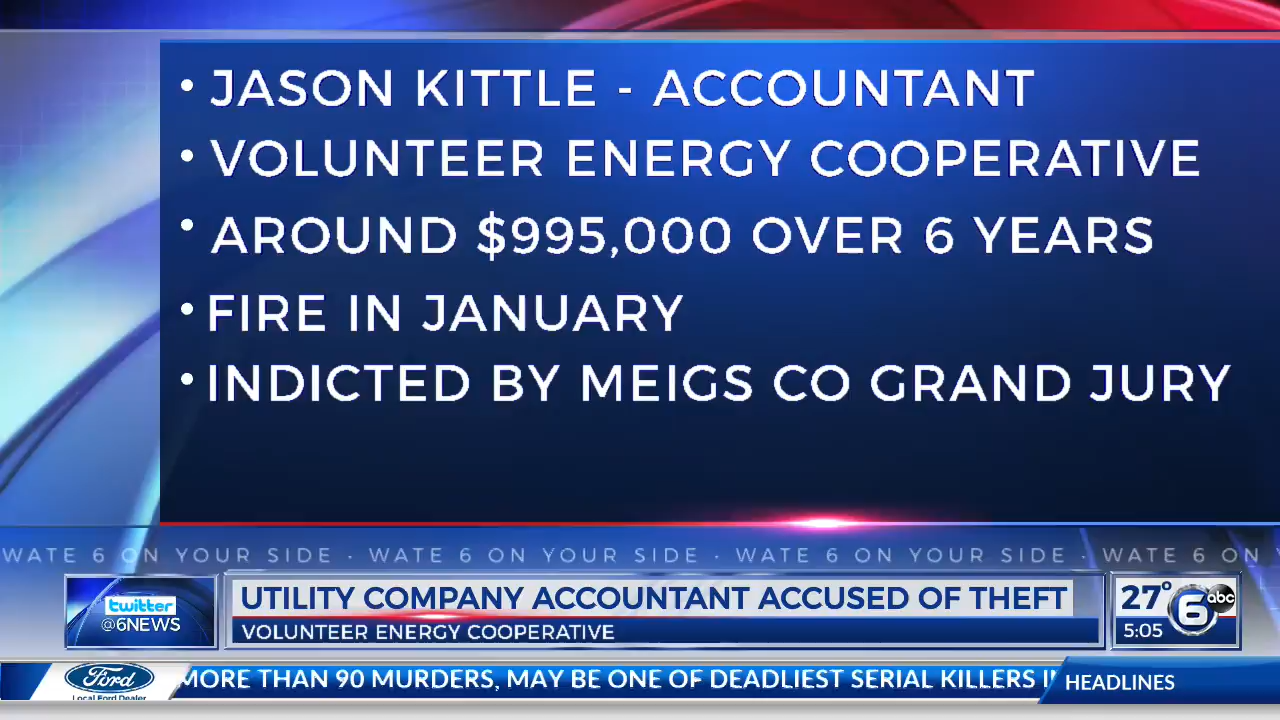 • JASON KITTLE - ACCOUNTANT
• VOLUNTEER ENERGY COOPERATIVE
• AROUND $995,000 OVER 6 YEARS
• FIRE IN JANUARY
• INDICTED BY MEIGS CO GRAND JURY
WATE 6 ON YOUR SIDE · WATE 6 ON YOUR SIDE · WATE 6 ON YOUR SIDE · WATE 6 ON
twitter
@6NEWS
UTILITY COMPANY ACCOUNTANT ACCUSED OF THEFT
VOLUNTEER ENERGY COOPERATIVE
27°
6
abc
5:05
Ford
Local Ford Dealer
MORE THAN 90 MURDERS, MAY BE ONE OF DEADLIEST SERIAL KILLERS
HEADLINES